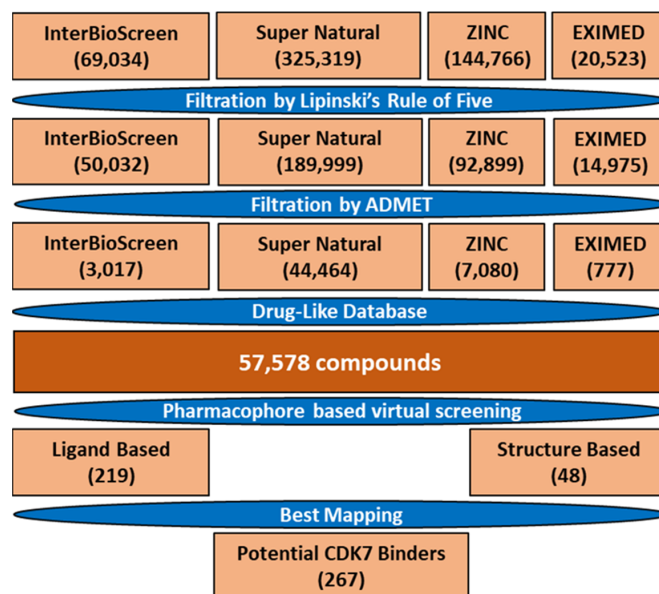 InterBioScreen
(69,034)
Super Natural
(325,319)
ZINC
(144,766)
EXIMED
(20,523)
Filtration by Lipinski's Rule of Five
InterBioScreen
(50,032)
Super Natural
(189,999)
ZINC
(92,899)
EXIMED
(14,975)
Filtration by ADMET
InterBioScreen
(3,017)
Super Natural
(44,464)
ZINC
(7,080)
EXIMED
(777)
Drug-Like Database
57,578 compounds
Pharmacophore based virtual screening
Ligand Based
(219)
Structure Based
(48)
Best Mapping
Potential CDK7 Binders
(267)